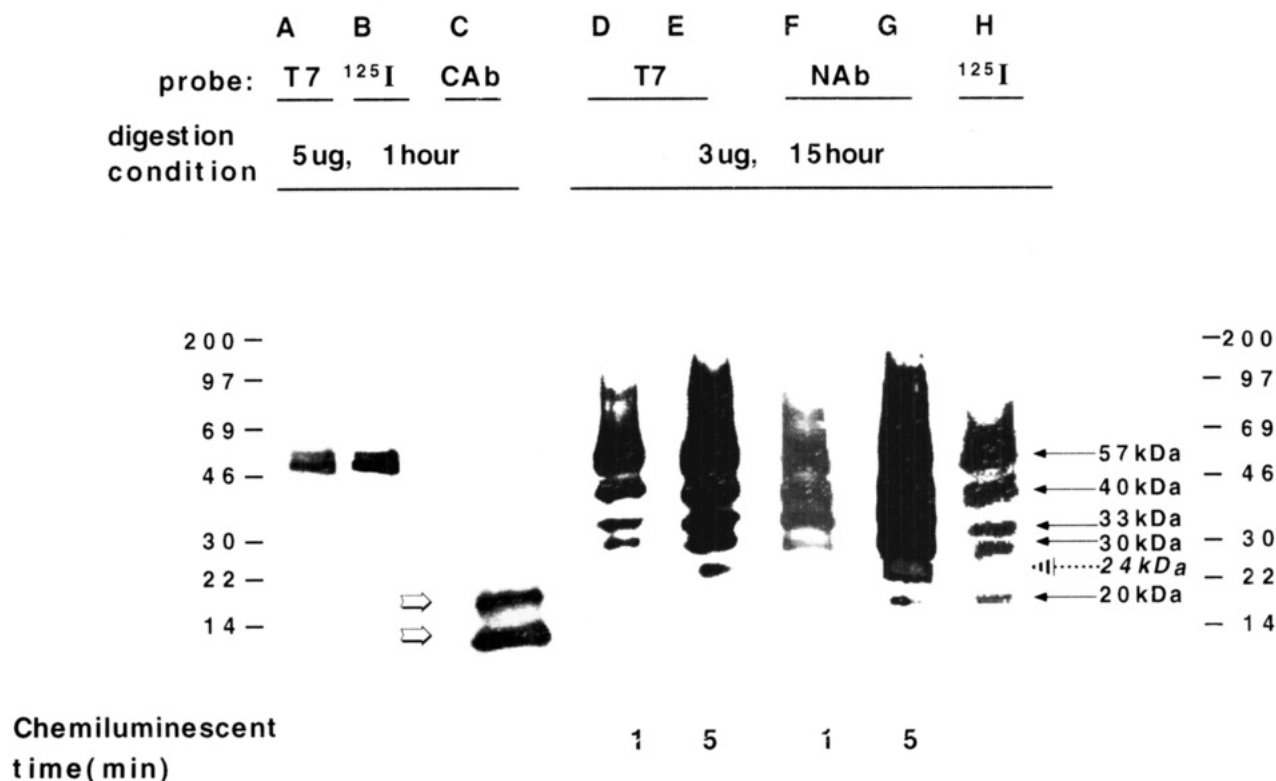 A B C D E F G H
probe: T7 ¹²⁵I CAb T7 NAb ¹²⁵I
digestion
condition
5ug, 1hour 3ug, 15hour
200 200
97 97
69 69
57kDa
46 46
40kDa
33kDa
30 30
30kDa
24kDa
22 22
20kDa
14 14
Chemiluminescent
time(min)
1 5 1 5